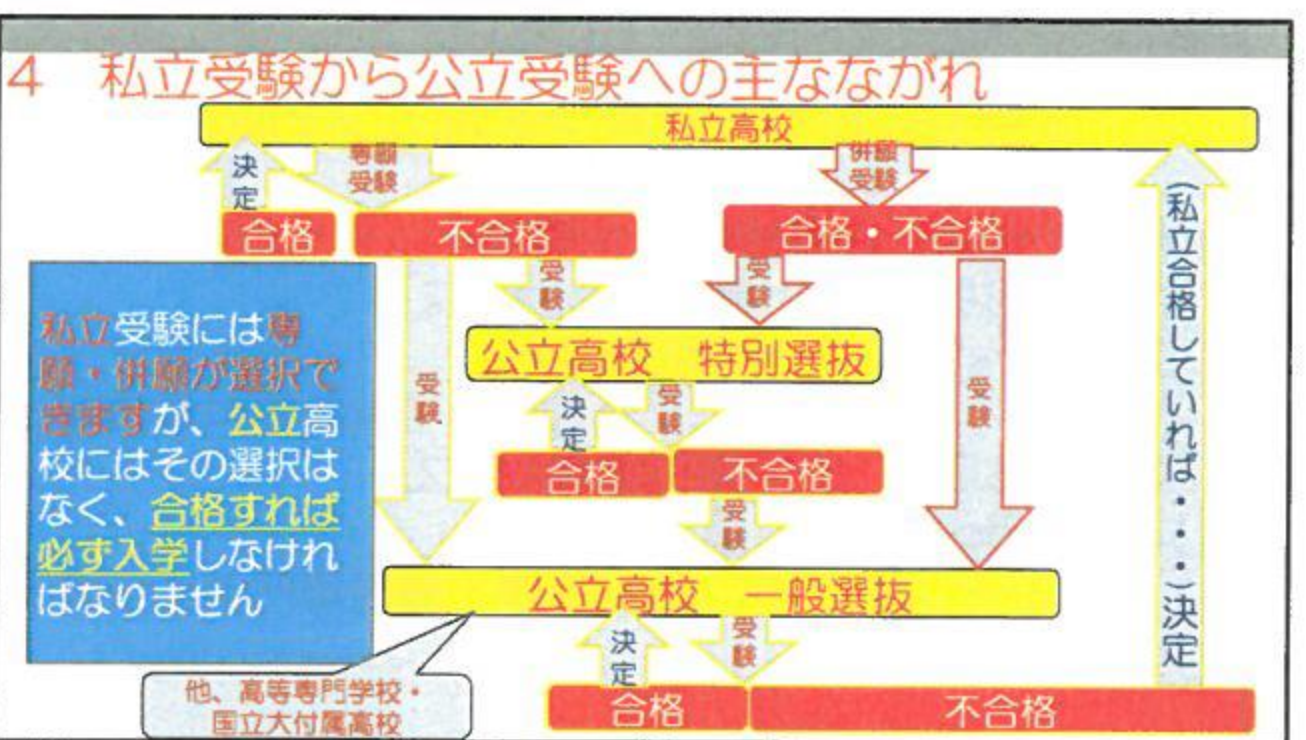 4 私立受験から公立受験への主なながれ
私立高校
決定
専願
受験
併願
受験
合格
不合格
合格・不合格
受験
受験
公立高校 特別選抜
受験
受験
決定
受験
合格
不合格
受験
公立高校 一般選抜
決定
受験
合格
不合格
(私立合格していれば・・・)決定
私立受験には専
願・併願が選択で
きますが、公立高
校にはその選択は
なく、合格すれば
必ず入学しなけれ
ばなりません
他、高等専門学校・
国立大付属高校